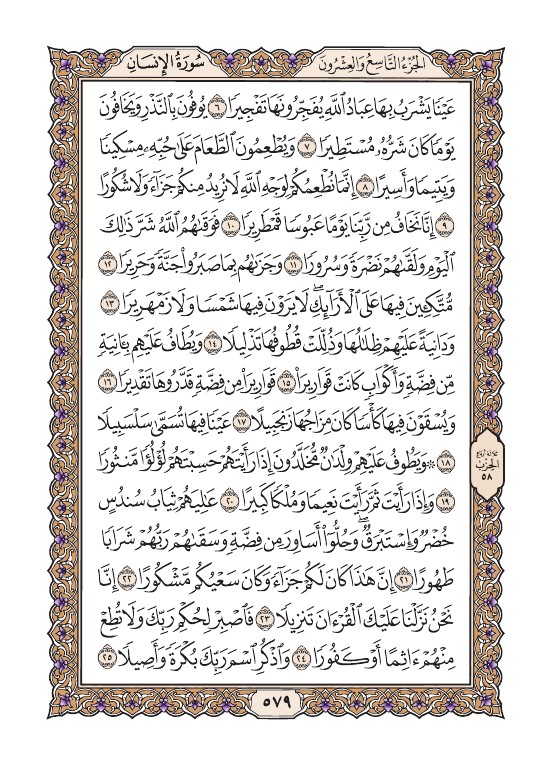 سُورَةُ الإِنسَانِ
الجُزْءُ التَّاسِعُ وَالعِشْرُونَ
عَيْنٗا يَشۡرَبُ بِهَا عِبَادُ ٱللَّهِ يُفَجِّرُونَهَا تَفۡجِيرٗا ٦ يُوفُونَ بِٱلنَّذۡرِ وَيَخَافُونَ
يَوۡمٗا كَانَ شَرُّهُۥ مُسۡتَطِيرٗا ٧ وَيُطۡعِمُونَ ٱلطَّعَامَ عَلَىٰ حُبِّهِۦ مِسۡكِينٗا
وَيَتِيمٗا وَأَسِيرًا ٨ إِنَّمَا نُطۡعِمُكُمۡ لِوَجۡهِ ٱللَّهِ لَا نُرِيدُ مِنكُمۡ جَزَآءٗ وَلَا شُكُورًا
٩ إِنَّا نَخَافُ مِن رَّبِّنَا يَوۡمًا عَبُوسٗا قَمۡطَرِيرٗا ١٠ فَوَقَىٰهُمُ ٱللَّهُ شَرَّ ذَٰلِكَ
ٱلۡيَوۡمِ وَلَقَّىٰهُمۡ نَضۡرَةٗ وَسُرُورٗا ١١ وَجَزَىٰهُم بِمَا صَبَرُواْ جَنَّةٗ وَحَرِيرٗا ١٢
مُّتَّكِـِٔينَ فِيهَا عَلَى ٱلۡأَرَآئِكِۖ لَا يَرَوۡنَ فِيهَا شَمۡسٗا وَلَا زَمۡهَرِيرٗا ١٣
وَدَانِيَةً عَلَيۡهِمۡ ظِلَٰلُهَا وَذُلِّلَتۡ قُطُوفُهَا تَذۡلِيلٗا ١٤ وَيُطَافُ عَلَيۡهِم بِـَٔانِيَةٖ
مِّن فِضَّةٖ وَأَكۡوَابٖ كَانَتۡ قَوَارِيرَا۠ ١٥ قَوَارِيرَاْ مِن فِضَّةٖ قَدَّرُوهَا تَقۡدِيرٗا ١٦
وَيُسۡقَوۡنَ فِيهَا كَأۡسٗا كَانَ مِزَاجُهَا زَنجَبِيلًا ١٧ عَيۡنٗا فِيهَا تُسَمَّىٰ سَلۡسَبِيلٗا
١٨ ۞ وَيَطُوفُ عَلَيۡهِمۡ وِلۡدَٰنٞ مُّخَلَّدُونَ إِذَا رَأَيۡتَهُمۡ حَسِبۡتَهُمۡ لُؤۡلُؤٗا مَّنثُورٗا
الحِزْبِ
٥٨
١٩ وَإِذَا رَأَيۡتَ ثَمَّ رَأَيۡتَ نَعِيمٗا وَمُلۡكٗا كَبِيرًا ٢٠ عَٰلِيَهُمۡ ثِيَابُ سُندُسٍ
خُضۡرٞ وَإِسۡتَبۡرَقٞۖ وَحُلُّوٓاْ أَسَاوِرَ مِن فِضَّةٖ وَسَقَىٰهُمۡ رَبُّهُمۡ شَرَابٗا
طَهُورًا ٢١ إِنَّ هَٰذَا كَانَ لَكُمۡ جَزَآءٗ وَكَانَ سَعۡيُكُم مَّشۡكُورًا ٢٢ إِنَّا
نَحۡنُ نَزَّلۡنَا عَلَيۡكَ ٱلۡقُرۡءَانَ تَنزِيلٗا ٢٣ فَٱصۡبِرۡ لِحُكۡمِ رَبِّكَ وَلَا تُطِعۡ
مِنۡهُمۡ ءَاثِمًا أَوۡ كَفُورٗا ٢٤ وَٱذۡكُرِ ٱسۡمَ رَبِّكَ بُكۡرَةٗ وَأَصِيلٗا ٢٥
٥٧٩